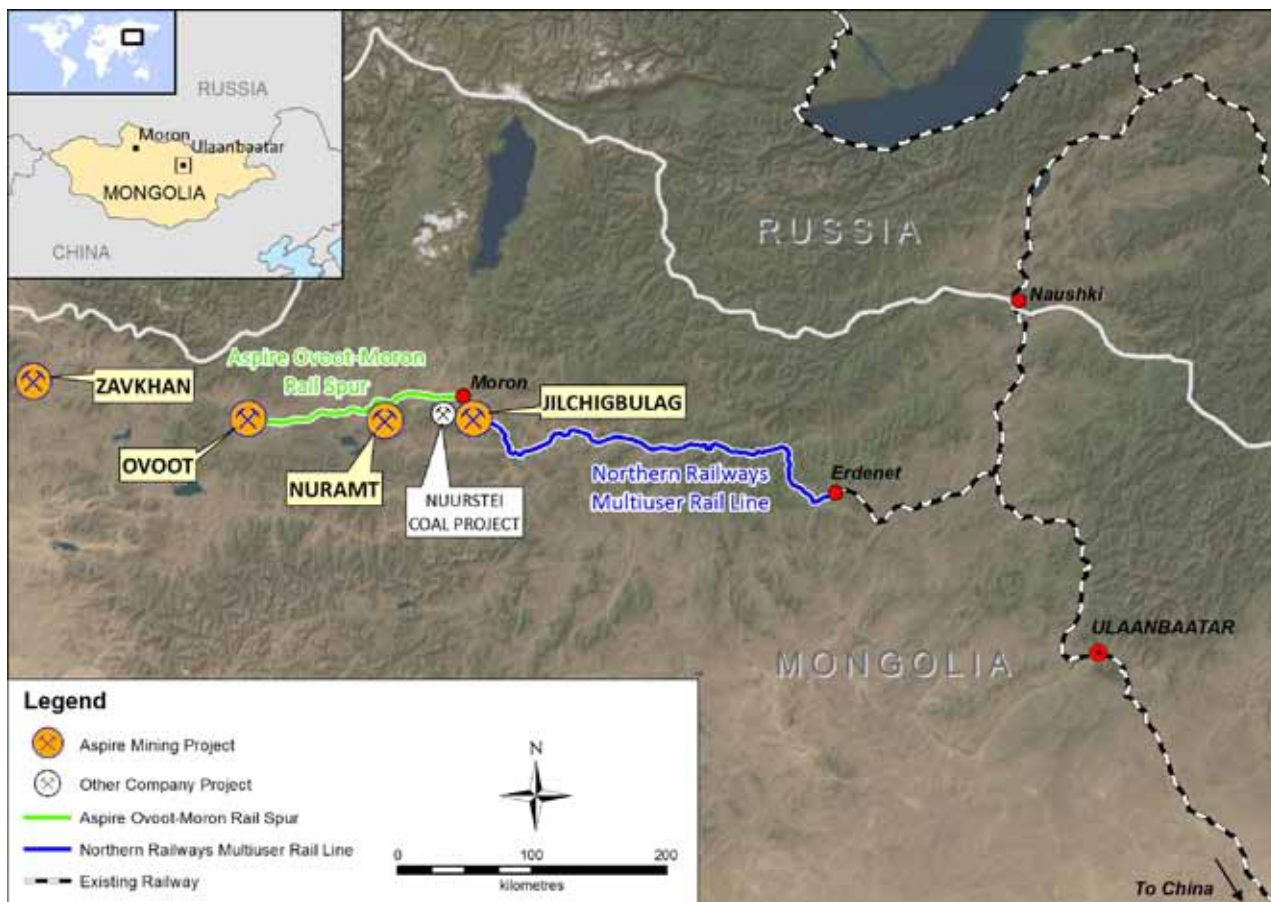 RUSSIA
Moron
Ulaanbaatar
MONGOLIA
CHINA
RUSSIA
Naushki
Aspire Ovoot-Moron
Rail Spur
Moron
ZAVKHAN
JILCHIGBULAG
OVOOT
NURAMT
NUURSTEI
COAL PROJECT
Northern Railways
Multiuser Rail Line
Erdenet
ULAANBAATAR
MONGOLIA
Legend
Aspire Mining Project
Other Company Project
Aspire Ovoot-Moron Rail Spur
Northern Railways Multiuser Rail Line
Existing Railway
N
0 100 200
kilometres
To China